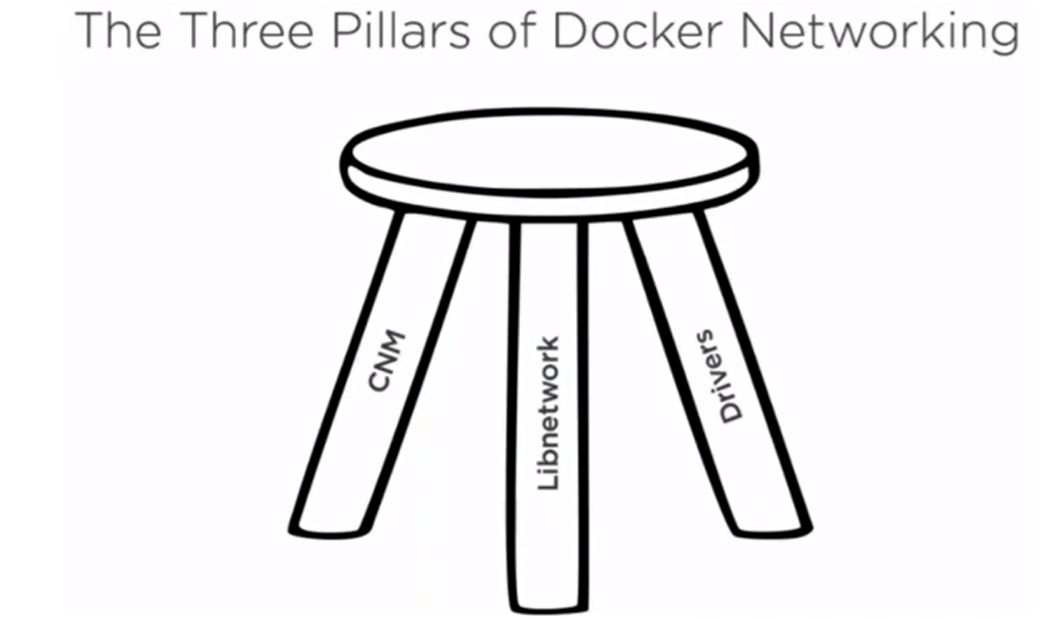 The Three Pillars of Docker Networking
CNM
Libnetwork
Drivers